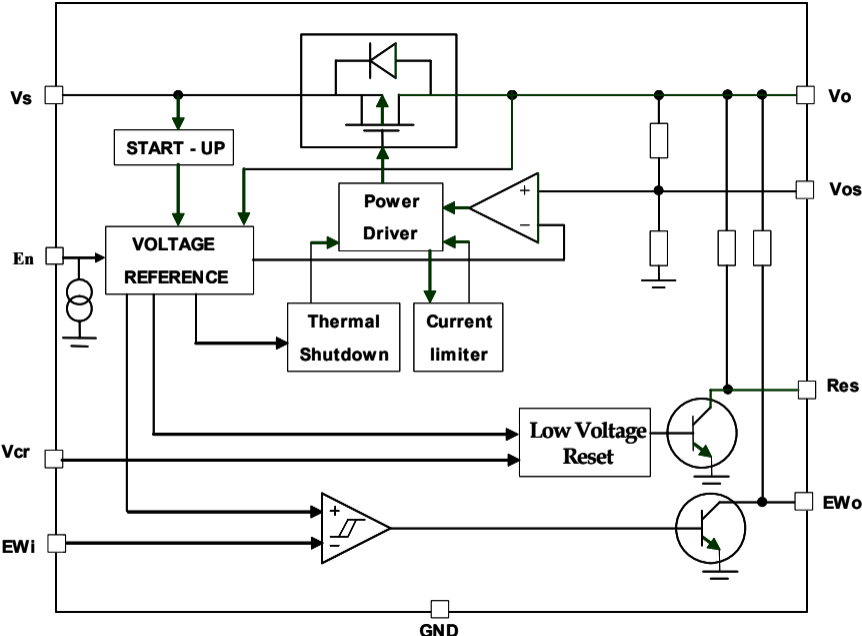 Vs
Vo
START - UP
Power
Driver
+
−
Vos
En
VOLTAGE
REFERENCE
Thermal
Shutdown
Current
limiter
Res
Low Voltage
Reset
Vcr
EWo
+
−
EWi
GND